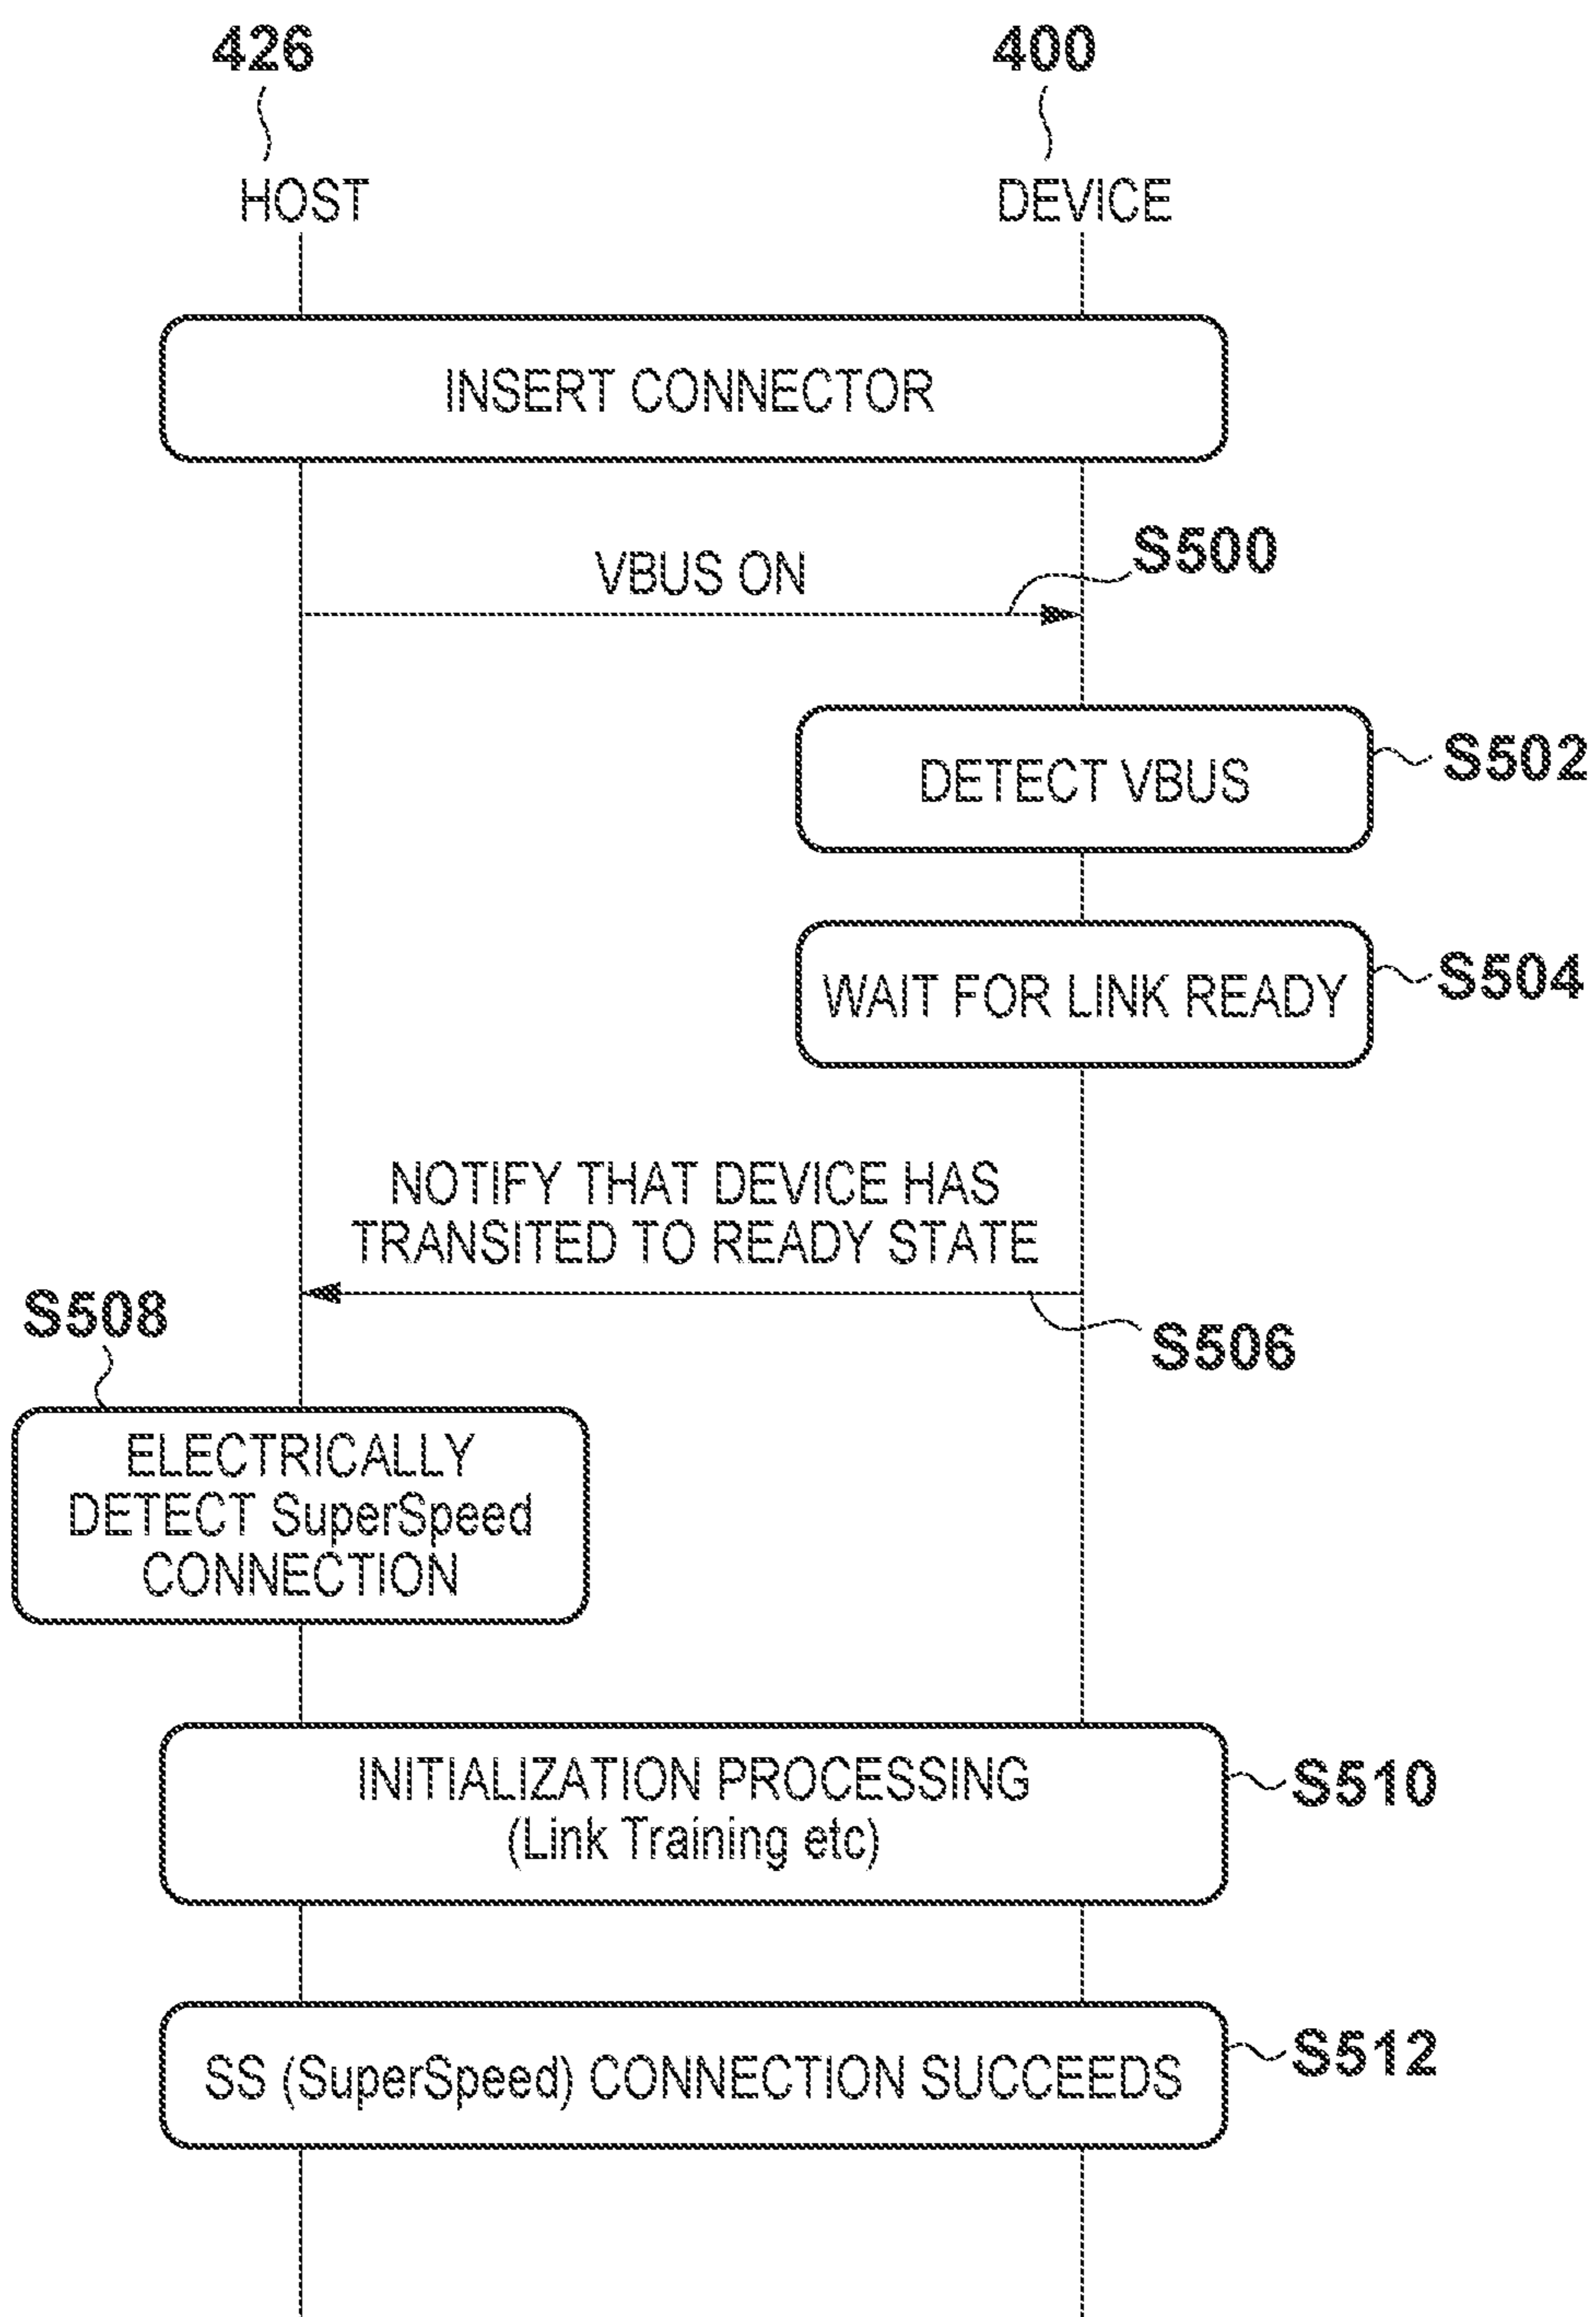 426
400
HOST
DEVICE
INSERT CONNECTOR
VBUS ON
S500
DETECT VBUS
S502
WAIT FOR LINK READY
S504
NOTIFY THAT DEVICE HAS
TRANSITED TO READY STATE
S506
S508
ELECTRICALLY
DETECT SuperSpeed
CONNECTION
INITIALIZATION PROCESSING
(Link Training etc)
S510
SS (SuperSpeed) CONNECTION SUCCEEDS
S512